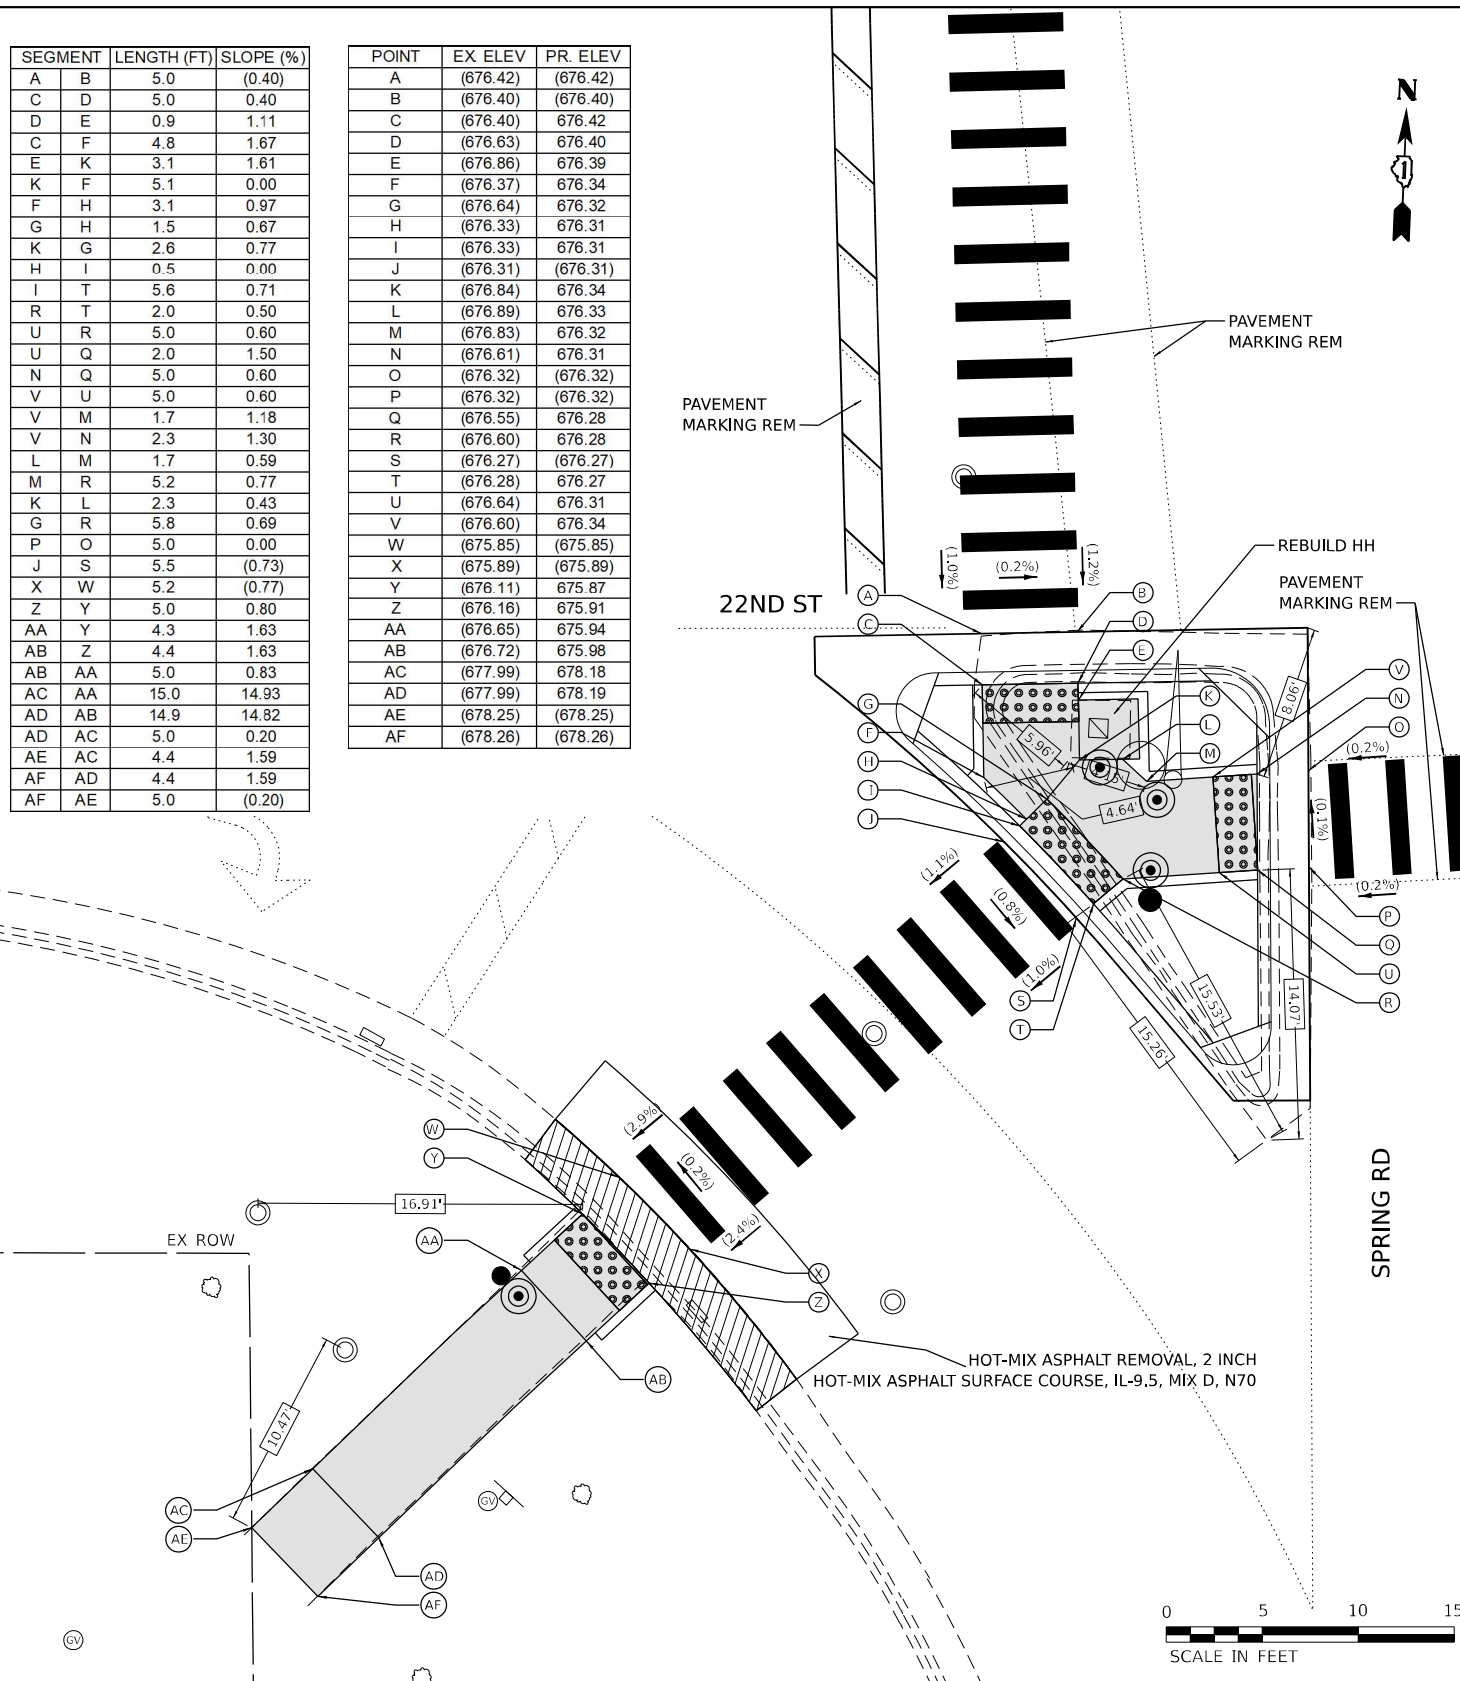 SEGMENT LENGTH (FT) SLOPE (%)
A B 5.0 (0.40)
C D 5.0 0.40
D E 0.9 1.11
C F 4.8 1.67
E K 3.1 1.61
K F 5.1 0.00
F H 3.1 0.97
G H 1.5 0.67
K G 2.6 0.77
H I 0.5 0.00
I T 5.6 0.71
R T 2.0 0.50
U R 5.0 0.60
U Q 2.0 1.50
N Q 5.0 0.60
V U 5.0 0.60
V M 1.7 1.18
V N 2.3 1.30
L M 1.7 0.59
M R 5.2 0.77
K L 2.3 0.43
G R 5.8 0.69
P O 5.0 0.00
J S 5.5 (0.73)
X W 5.2 (0.77)
Z Y 5.0 0.80
AA Y 4.3 1.63
AB Z 4.4 1.63
AB AA 5.0 0.83
AC AA 15.0 14.93
AD AB 14.9 14.82
AD AC 5.0 0.20
AE AC 4.4 1.59
AF AD 4.4 1.59
AF AE 5.0 (0.20)
POINT EX. ELEV PR. ELEV
A (676.42) (676.42)
B (676.40) (676.40)
C (676.40) 676.42
D (676.63) 676.40
E (676.86) 676.39
F (676.37) 676.34
G (676.64) 676.32
H (676.33) 676.31
I (676.33) 676.31
J (676.31) (676.31)
K (676.84) 676.34
L (676.89) 676.33
M (676.83) 676.32
N (676.61) 676.31
O (676.32) (676.32)
P (676.32) (676.32)
Q (676.55) 676.28
R (676.60) 676.28
S (676.27) (676.27)
T (676.28) 676.27
U (676.64) 676.31
V (676.60) 676.34
W (675.85) (675.85)
X (675.89) (675.89)
Y (676.11) 675.87
Z (676.16) 675.91
AA (676.65) 675.94
AB (676.72) 675.98
AC (677.99) 678.18
AD (677.99) 678.19
AE (678.25) (678.25)
AF (678.26) (678.26)
N
1
PAVEMENT
MARKING REM
PAVEMENT
MARKING REM
REBUILD HH
PAVEMENT
MARKING REM
22ND ST
(1.0%)
(0.2%)
(1.2%)
A
C
B
D
E
G
F
H
I
J
K
L
M
V
N
O
8.06'
5.96'
4.64'
(0.2%)
(0.1%)
(0.2%)
P
Q
U
R
S
T
(1.1%)
(0.8%)
(1.0%)
15.53'
15.26'
14.07'
SPRING RD
W
Y
(2.9%)
(0.2%)
(2.4%)
16.91'
EX ROW
AA
X
Z
AB
HOT-MIX ASPHALT REMOVAL, 2 INCH
HOT-MIX ASPHALT SURFACE COURSE, IL-9.5, MIX D, N70
10.47'
AC
AE
GV
AD
AF
GV
0 5 10 15
SCALE IN FEET